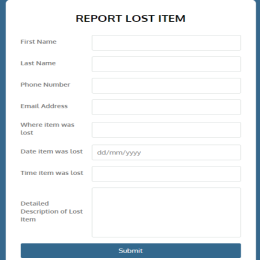 REPORT LOST ITEM
First Name
Last Name
Phone Number
Email Address
Where item was
lost
Date item was lost
dd/mm/yyyy
Time item was lost
Detailed
Description of Lost
Item
Submit